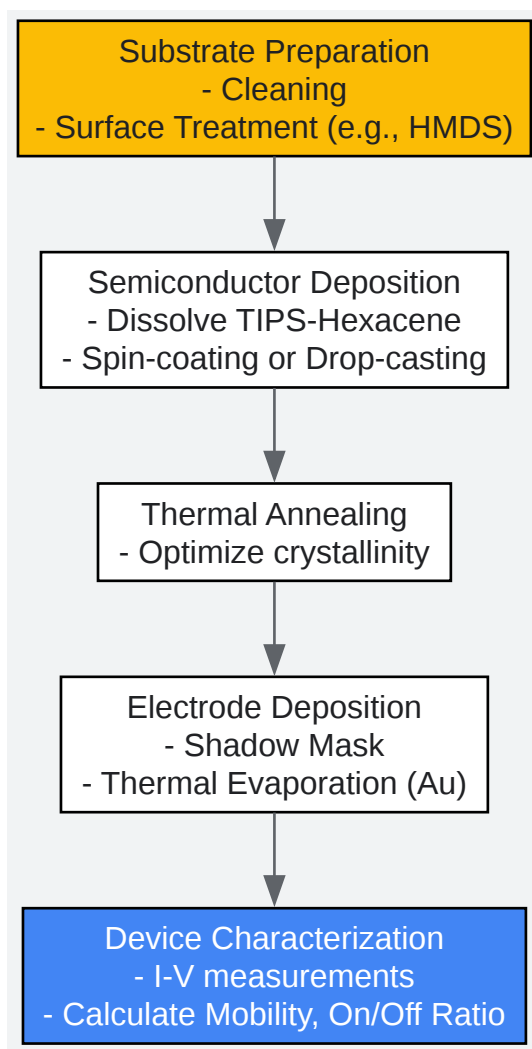 Substrate Preparation
- Cleaning
- Surface Treatment (e.g., HMDS)
Semiconductor Deposition
- Dissolve TIPS-Hexacene
- Spin-coating or Drop-casting
Thermal Annealing
- Optimize crystallinity
Electrode Deposition
- Shadow Mask
- Thermal Evaporation (Au)
Device Characterization
- I-V measurements
- Calculate Mobility, On/Off Ratio